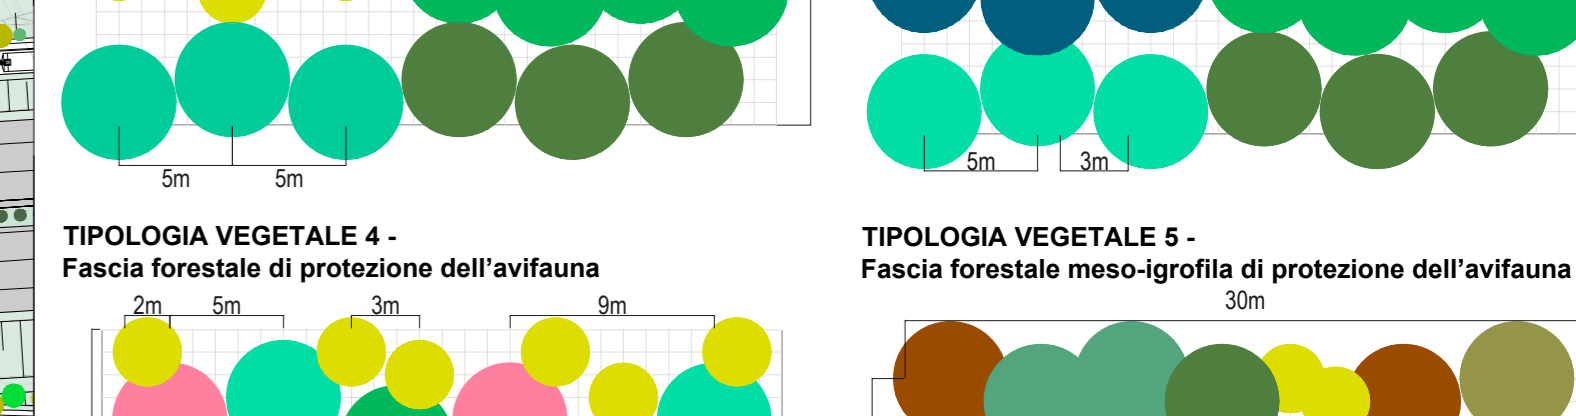 5m 5m
5m 3m
TIPOLOGIA VEGETALE 4 -
Fascia forestale di protezione dell'avifauna
2m 5m 3m 9m
TIPOLOGIA VEGETALE 5 -
Fascia forestale meso-igrofila di protezione dell'avifauna
30m